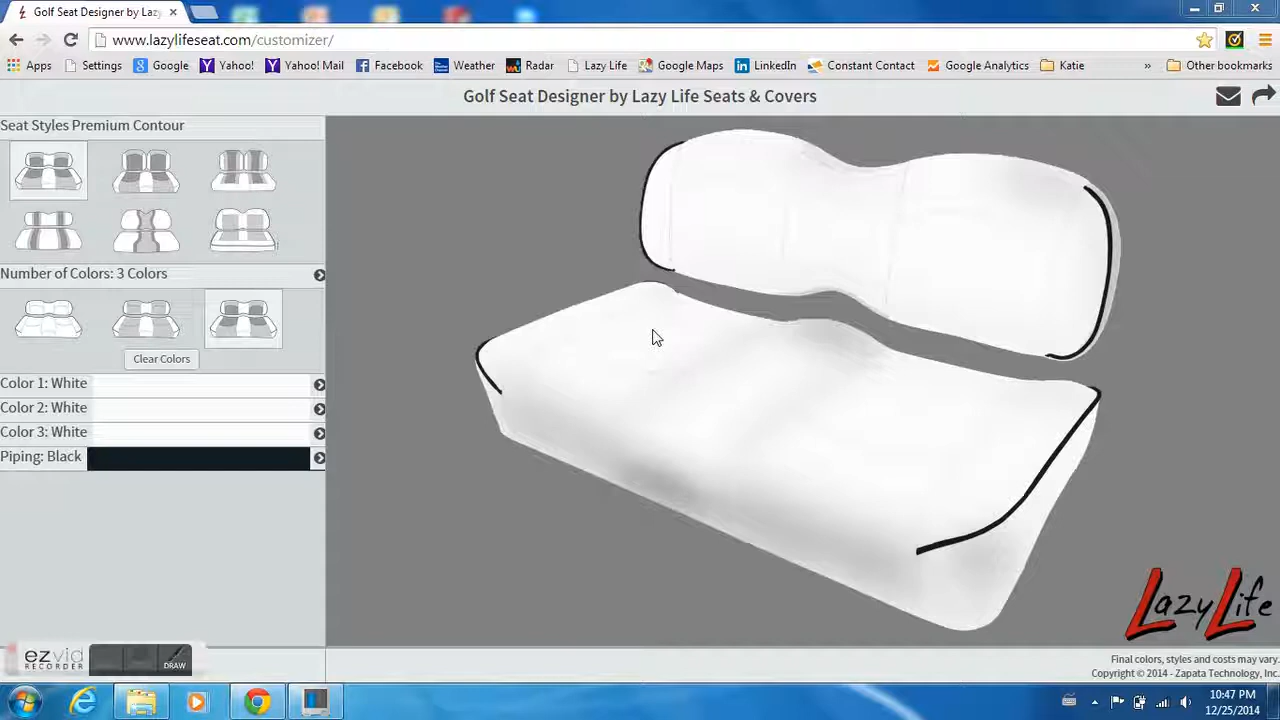 Golf Seat Designer by Lazy
www.lazylifeseat.com/customizer/
Apps Settings Google Yahoo! Yahoo! Mail Facebook Weather Radar Lazy Life Google Maps LinkedIn ConstantContact Google Analytics Katie » Other bookmarks
Golf Seat Designer by Lazy Life Seats & Covers
Seat Styles Premium Contour
Number of Colors: 3 Colors
Clear Colors
Color 1: White
Color 2: White
Color 3: White
Piping: Black
LazyLife
ezvid
RECORDER
DRAW
Final colors, styles and costs may vary.
Copyright © 2014 - Zapata Technology, Inc.
10:47 PM
12/25/2014